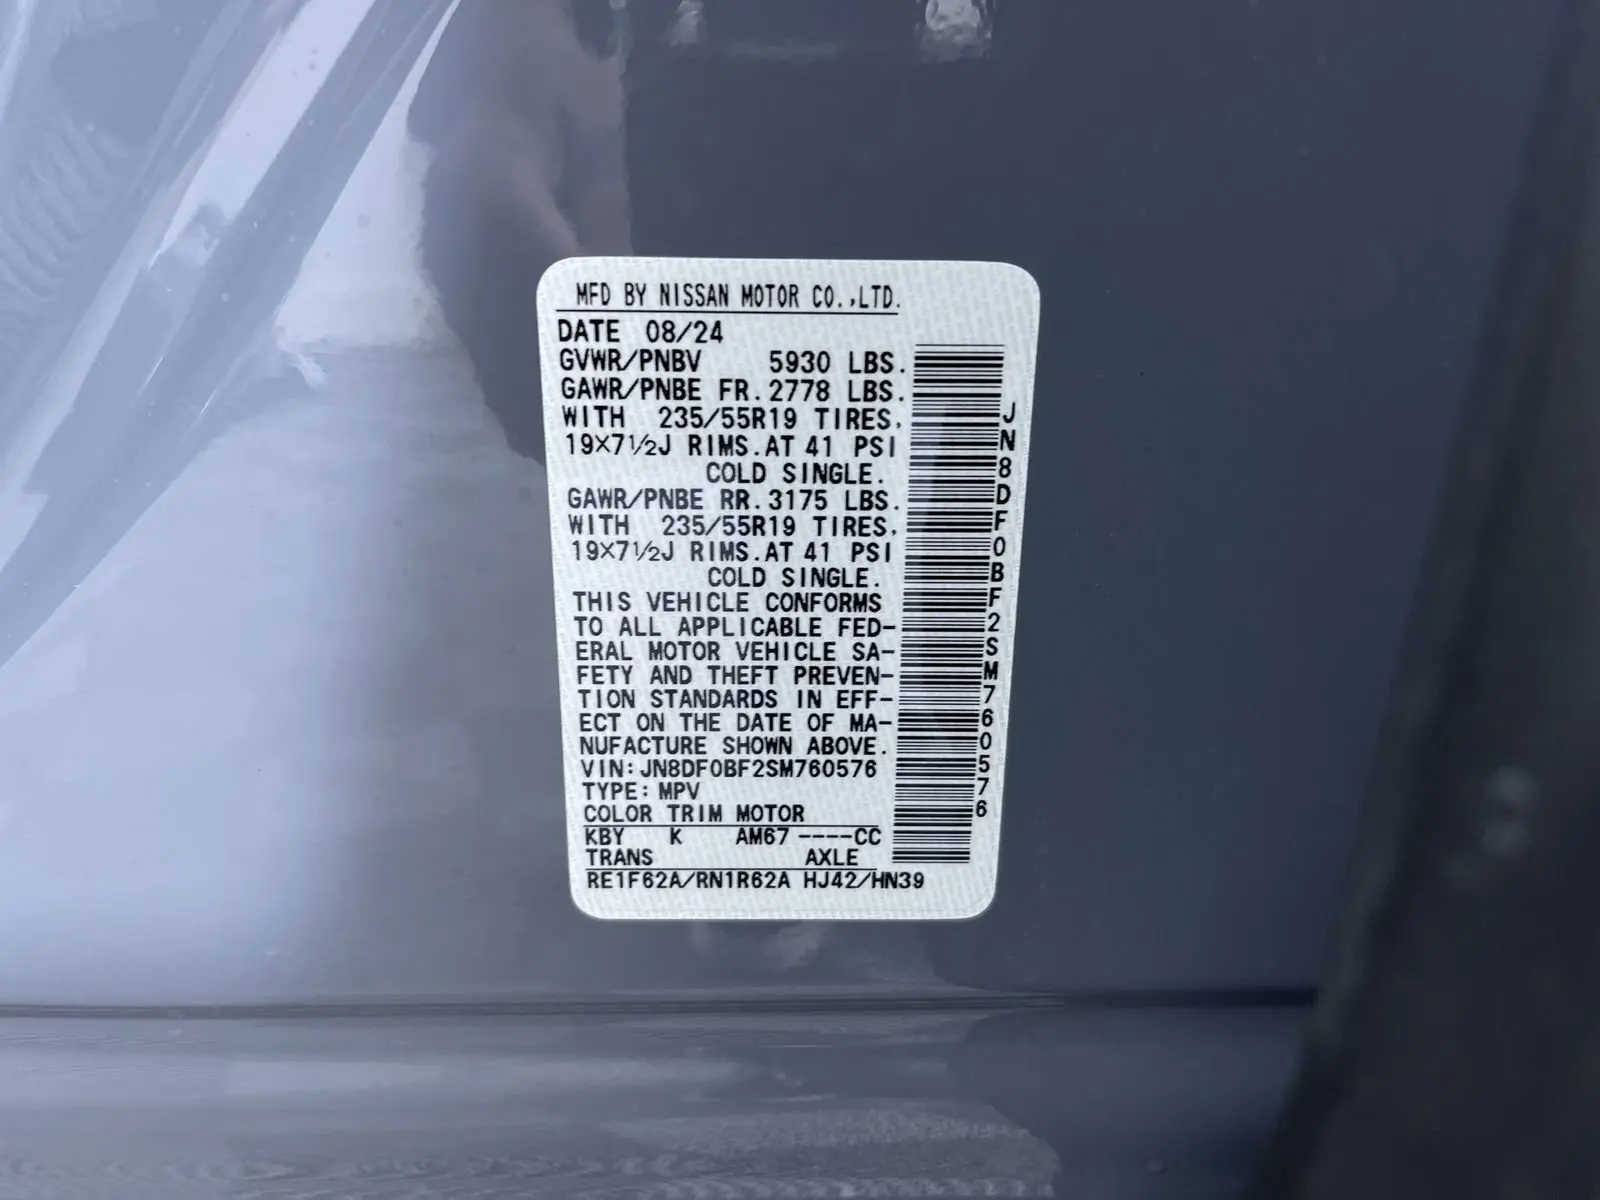 MFD BY NISSAN MOTOR CO.,LTD.
DATE 08/24
GVWR/PNBV 5930 LBS.
GAWR/PNBE FR. 2778 LBS.
WITH 235/55R19 TIRES,
19×7½J RIMS.AT 41 PSI
COLD SINGLE.
GAWR/PNBE RR. 3175 LBS.
WITH 235/55R19 TIRES,
19×7½J RIMS.AT 41 PSI
COLD SINGLE.
THIS VEHICLE CONFORMS
TO ALL APPLICABLE FED-
ERAL MOTOR VEHICLE SA-
FETY AND THEFT PREVEN-
TION STANDARDS IN EFF-
ECT ON THE DATE OF MA-
NUFACTURE SHOWN ABOVE.
VIN:JN8DF0BF2SM760576
TYPE:MPV
COLOR TRIM MOTOR
KBY K AM67 ----CC
TRANS AXLE
RE1F62A/RN1R62A HJ42/HN39
JN8DF0BF2SM760576